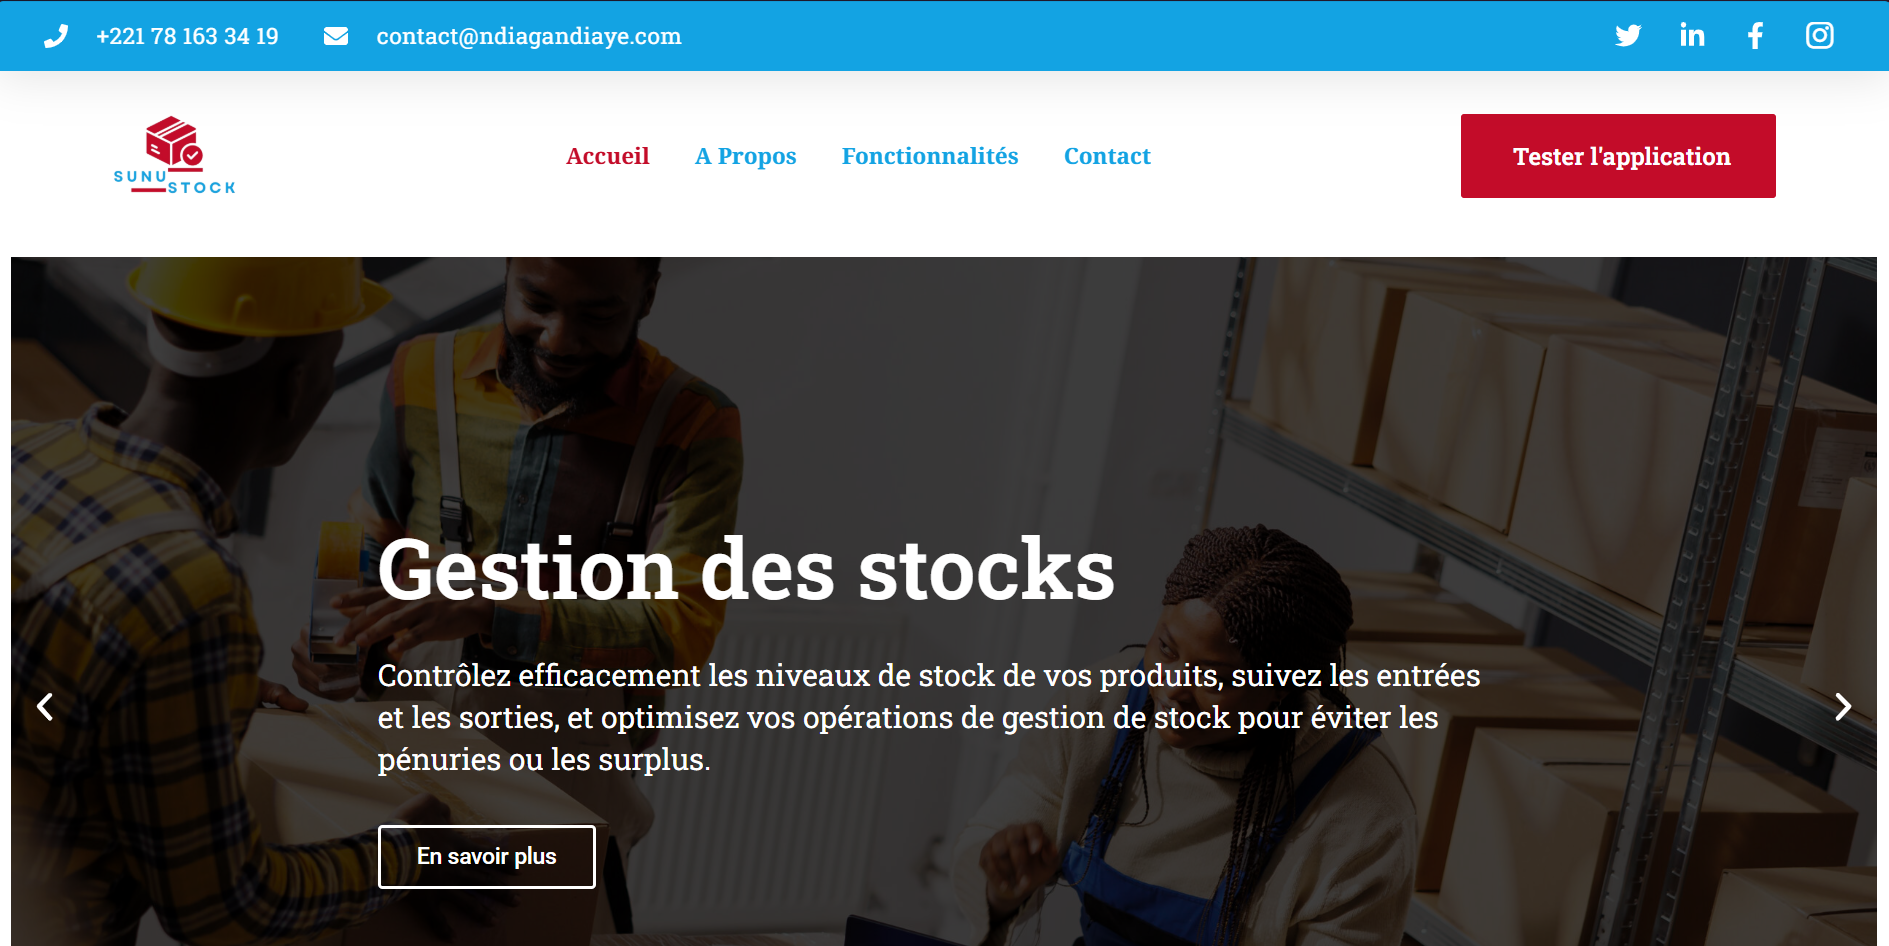 +221 78 163 34 19
contact@ndiagandiaye.com
SUNU
STOCK
Accueil
A Propos
Fonctionnalités
Contact
Tester l'application
Gestion des stocks
Contrôlez efficacement les niveaux de stock de vos produits, suivez les entrées
et les sorties, et optimisez vos opérations de gestion de stock pour éviter les
pénuries ou les surplus.
En savoir plus